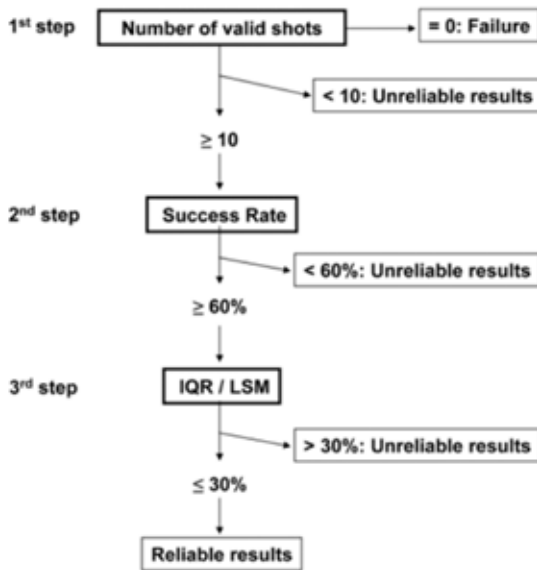 1st step
Number of valid shots
= 0: Failure
< 10: Unreliable results
≥ 10
2nd step
Success Rate
< 60%: Unreliable results
≥ 60%
3rd step
IQR / LSM
> 30%: Unreliable results
≤ 30%
Reliable results